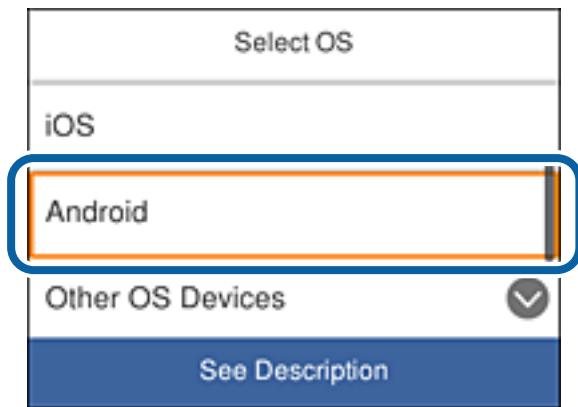 Select OS
iOS
Android
Other OS Devices
See Description